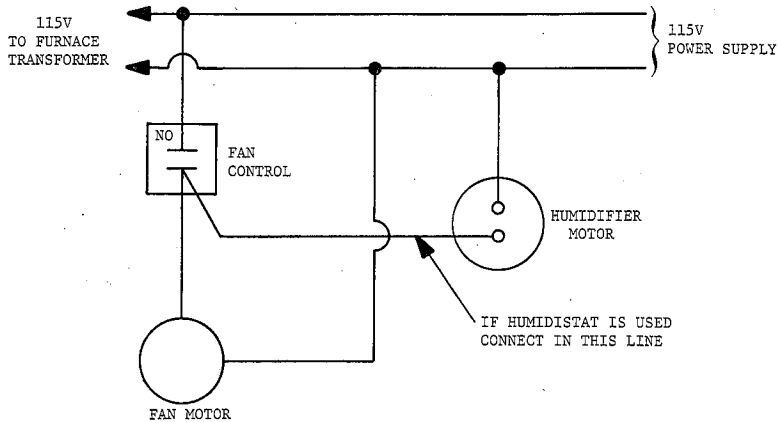 115V
TO FURNACE
TRANSFORMER
115V
POWER SUPPLY
NO
FAN
CONTROL
HUMIDIFIER
MOTOR
IF HUMIDISTAT IS USED
CONNECT IN THIS LINE
FAN MOTOR